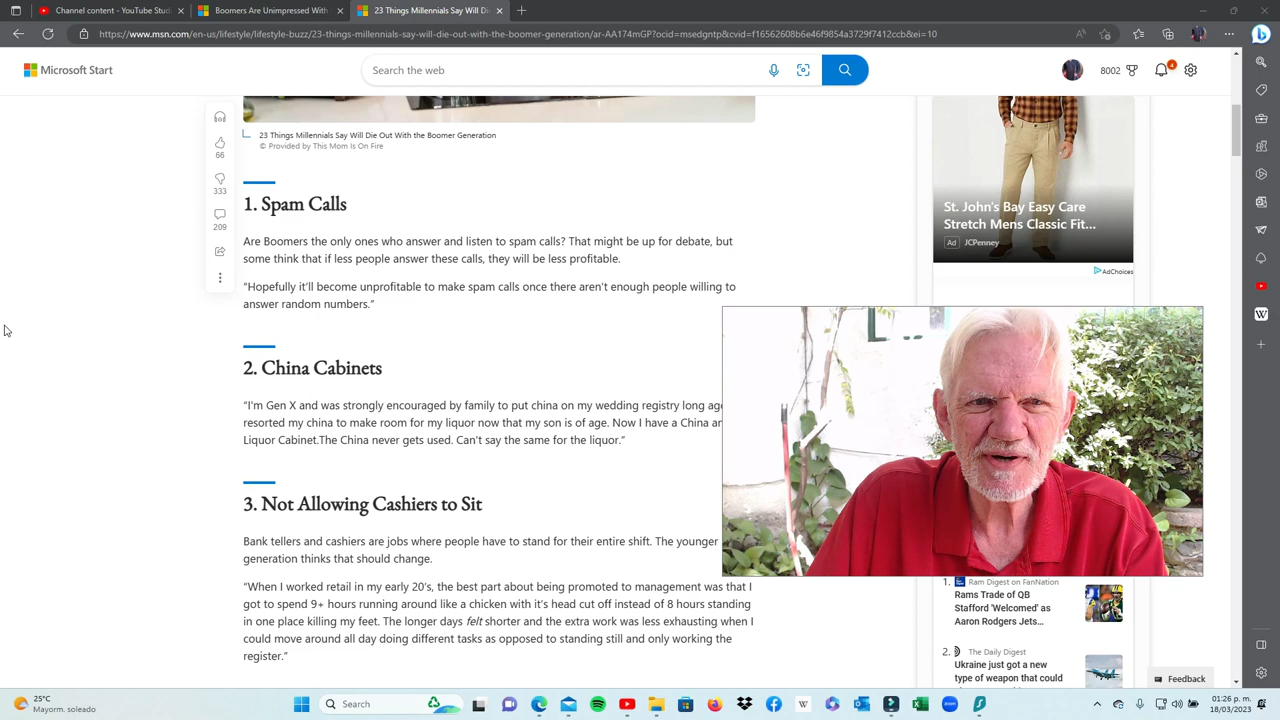 Channel content - YouTube Stud
Boomers Are Unimpressed With
23 Things Millennials Say Will Di
https://www.msn.com/en-us/lifestyle/lifestyle-buzz/23-things-millennials-say-will-die-out-with-the-boomer-generation/ar-AA174mGP?ocid=msedgntp&cvid=f16562608b6e46f9854a3729f7412ccb&ei=10
Microsoft Start
Search the web
8002
4
66
333
209
23 Things Millennials Say Will Die Out With the Boomer Generation
© Provided by This Mom Is On Fire
1. Spam Calls
Are Boomers the only ones who answer and listen to spam calls? That might be up for debate, but
some think that if less people answer these calls, they will be less profitable.
“Hopefully it’ll become unprofitable to make spam calls once there aren’t enough people willing to
answer random numbers.”
2. China Cabinets
“I'm Gen X and was strongly encouraged by family to put china on my wedding registry long ag
resorted my china to make room for my liquor now that my son is of age. Now I have a China an
Liquor Cabinet.The China never gets used. Can’t say the same for the liquor.”
3. Not Allowing Cashiers to Sit
Bank tellers and cashiers are jobs where people have to stand for their entire shift. The younger
generation thinks that should change.
“When I worked retail in my early 20’s, the best part about being promoted to management was that I
got to spend 9+ hours running around like a chicken with it’s head cut off instead of 8 hours standing
in one place killing my feet. The longer days felt shorter and the extra work was less exhausting when I
could move around all day doing different tasks as opposed to standing still and only working the
register.”
St. John's Bay Easy Care
Stretch Mens Classic Fit...
Ad JCPenney
AdChoices
1. Ram Digest on FanNation
Rams Trade of QB
Stafford 'Welcomed' as
Aaron Rodgers Jets...
2. The Daily Digest
Ukraine just got a new
type of weapon that could
Feedback
25°C
Mayorm. soleado
Search
01:26 p. m.
18/03/2023